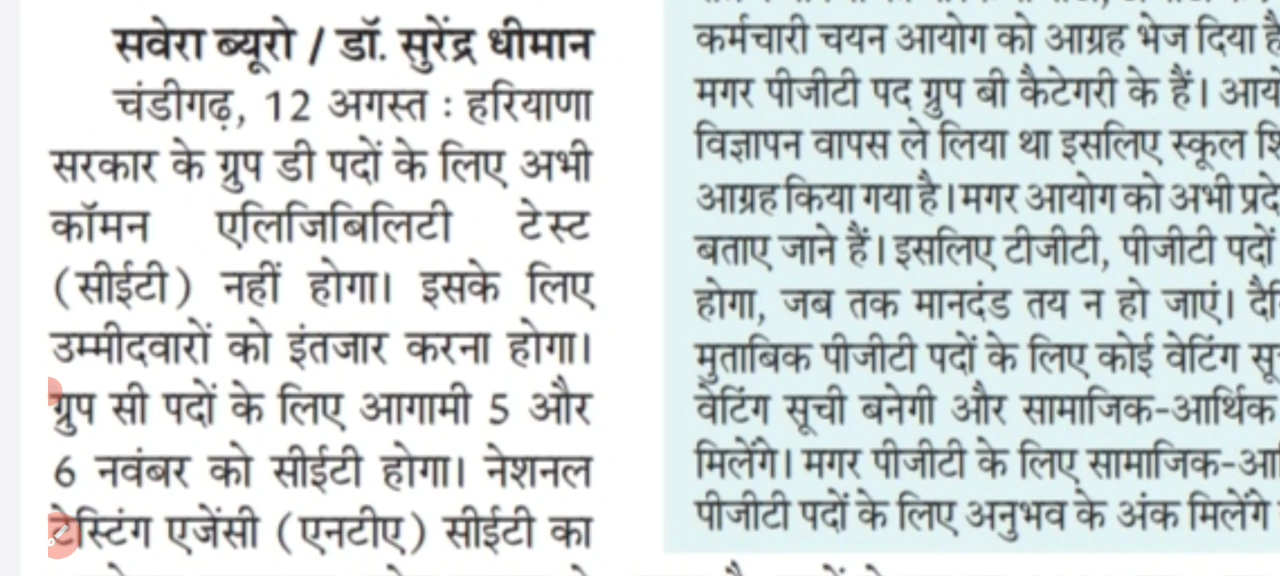 सवेरा ब्यूरो / डॉ. सुरेंद्र धीमान
चंडीगढ़, 12 अगस्त : हरियाणा
सरकार के ग्रुप डी पदों के लिए अभी
कॉमन एलिजिबिलिटी टेस्ट
(सीईटी) नहीं होगा। इसके लिए
उम्मीदवारों को इंतजार करना होगा।
ग्रुप सी पदों के लिए आगामी 5 और
6 नवंबर को सीईटी होगा। नेशनल
टेस्टिंग एजेंसी (एनटीए) सीईटी का
कर्मचारी चयन आयोग को आग्रह भेज दिया
मगर पीजीटी पद ग्रुप बी कैटेगरी के हैं।
विज्ञापन वापस ले लिया था इसलिए स्कूल
आग्रह किया गया है। मगर आयोग को अभी
बताए जाने हैं। इसलिए टीजीटी, पीजीटी पदों
होगा, जब तक मानदंड तय न हो जाएं।
मुताबिक पीजीटी पदों के लिए कोई वेटिंग
वेटिंग सूची बनेगी और सामाजिक-आर्थिक
मिलेंगे। मगर पीजीटी के लिए सामाजिक-
पीजीटी पदों के लिए अनुभव के अंक मिलेंगे